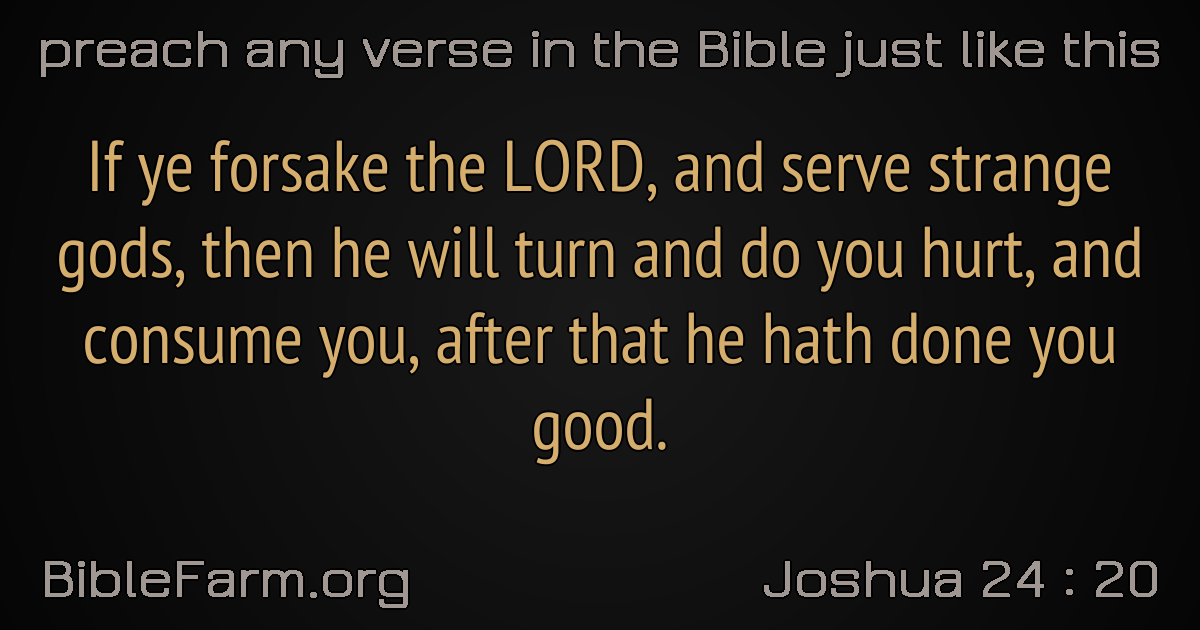 preach any verse in the Bible just like this
If ye forsake the LORD, and serve strange
gods, then he will turn and do you hurt, and
consume you, after that he hath done you
good.
BibleFarm.org
Joshua 24 : 20